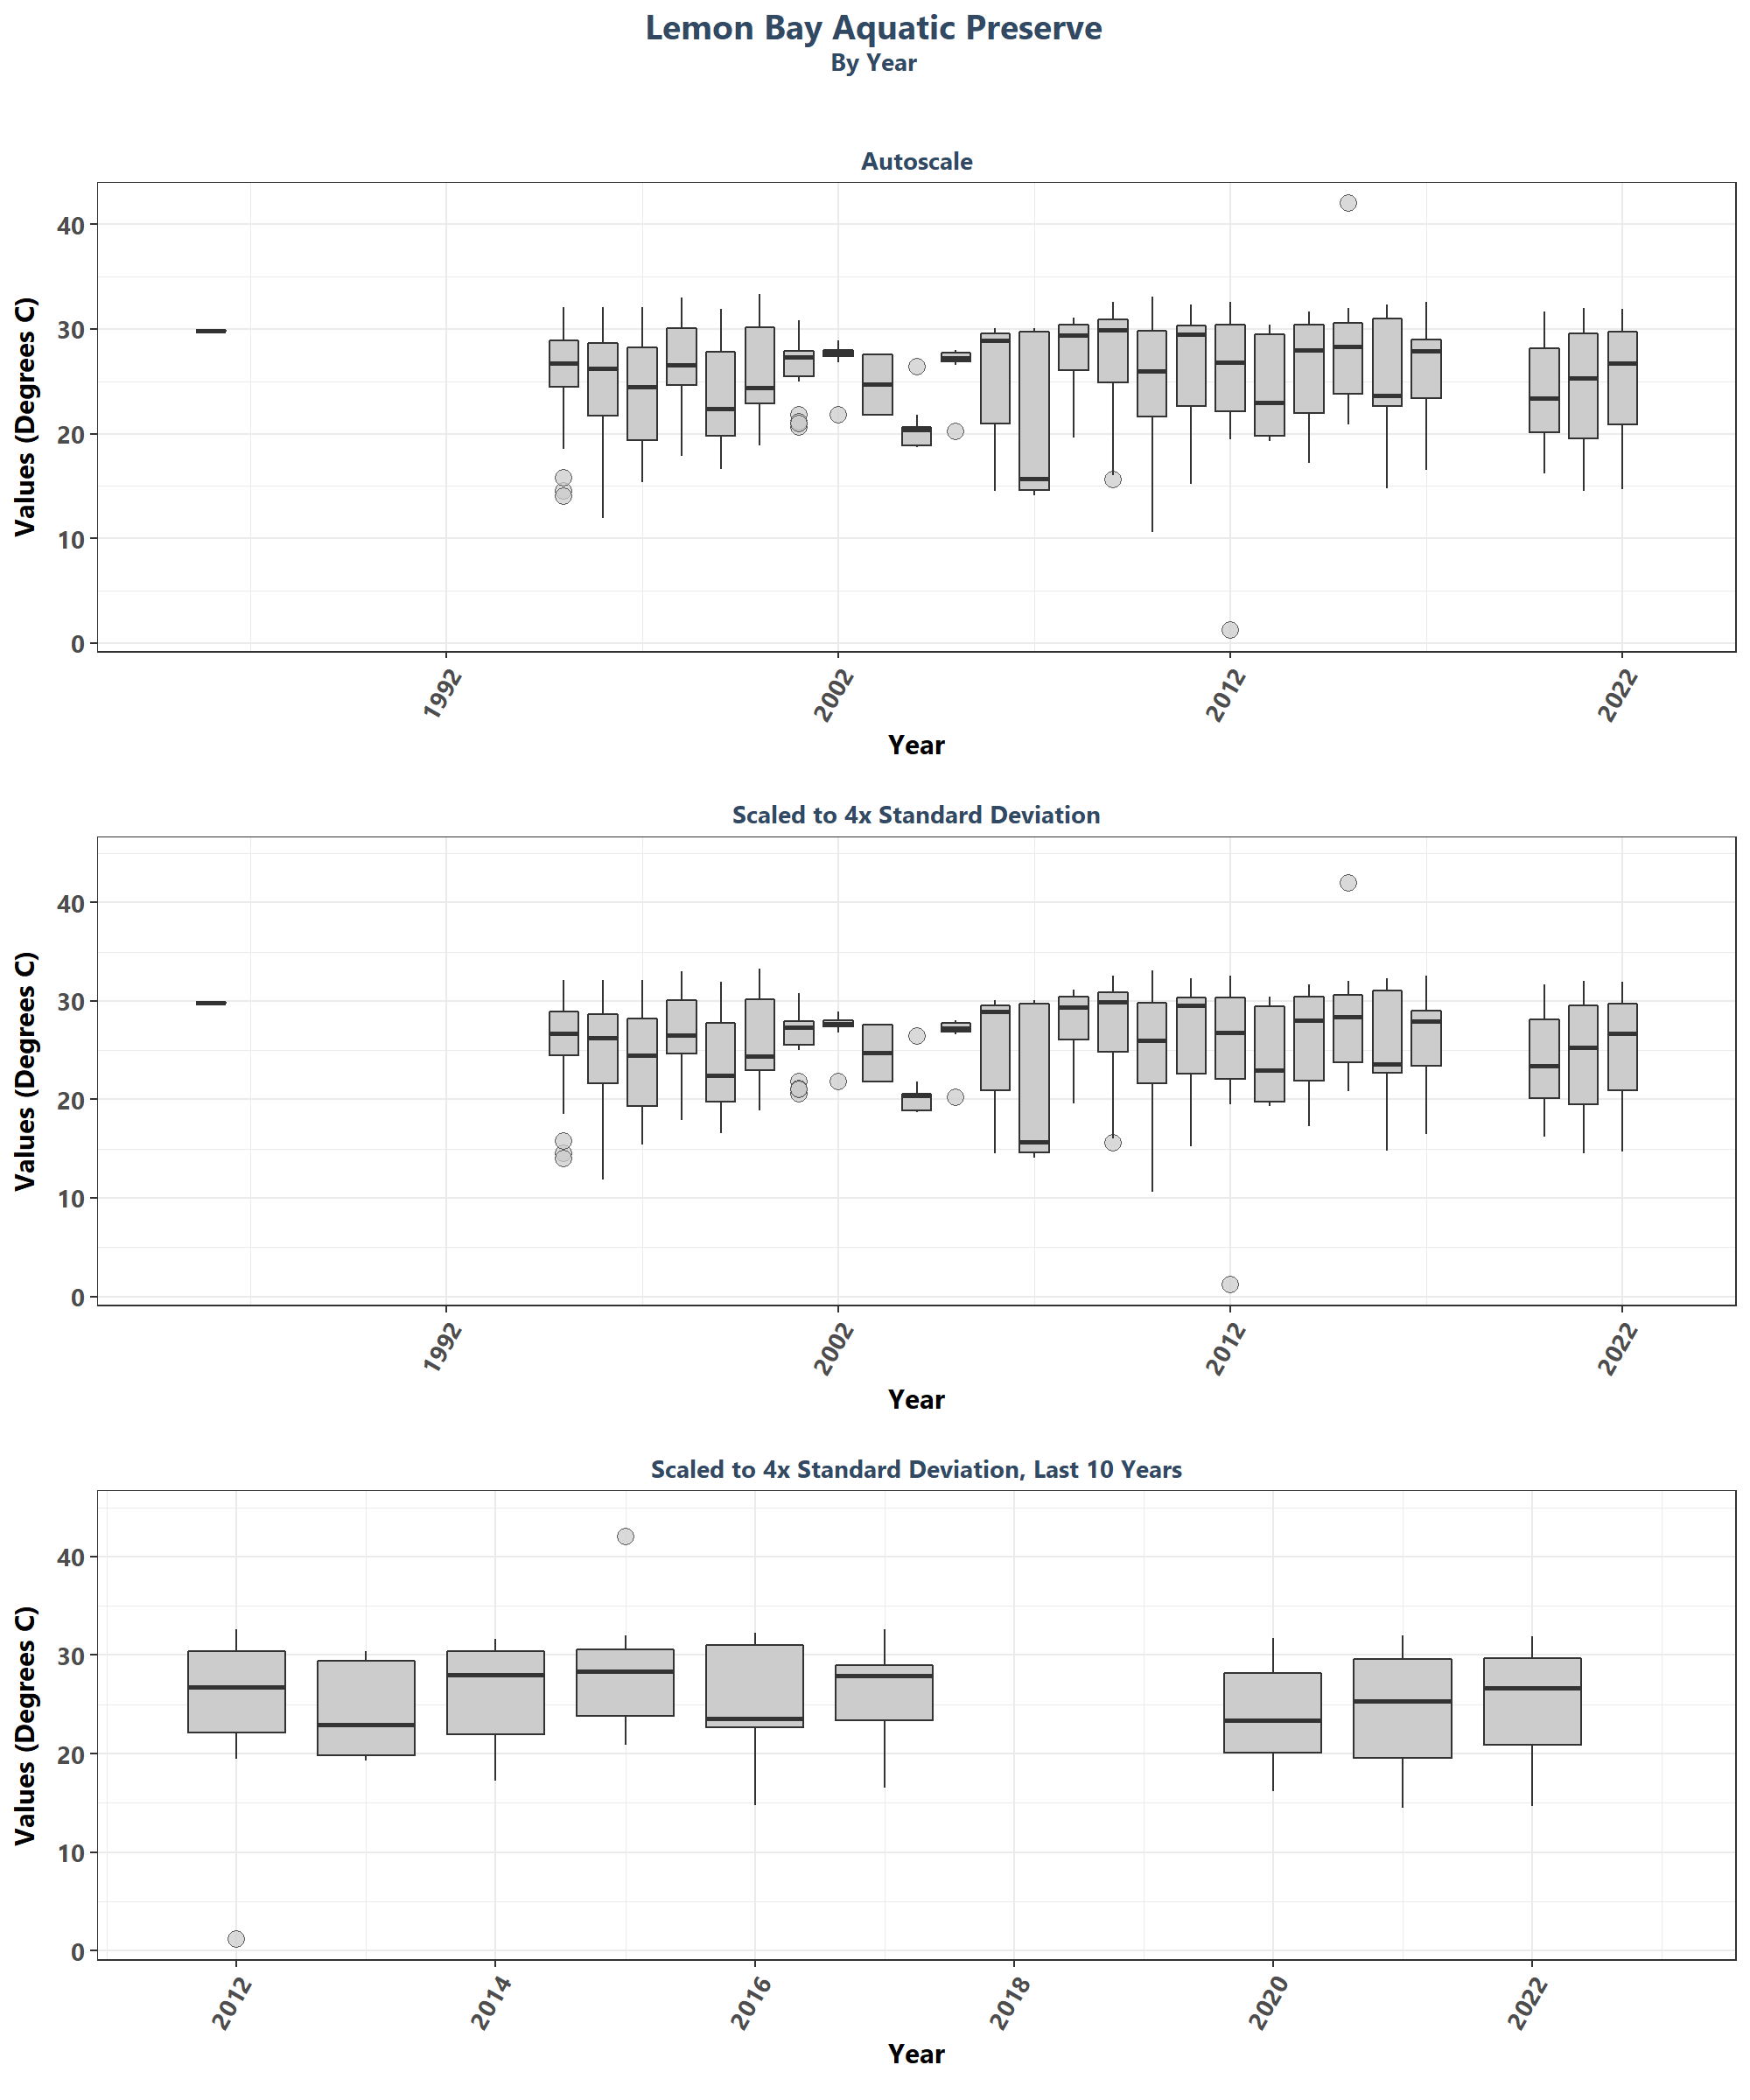 Lemon Bay Aquatic Preserve
By Year
Autoscale
Values (Degrees C)
40
30
20
10
0
1992
2002
2012
2022
Year
Scaled to 4x Standard Deviation
Values (Degrees C)
40
30
20
10
0
1992
2002
2012
2022
Year
Scaled to 4x Standard Deviation, Last 10 Years
Values (Degrees C)
40
30
20
10
0
2012
2014
2016
2018
2020
2022
Year